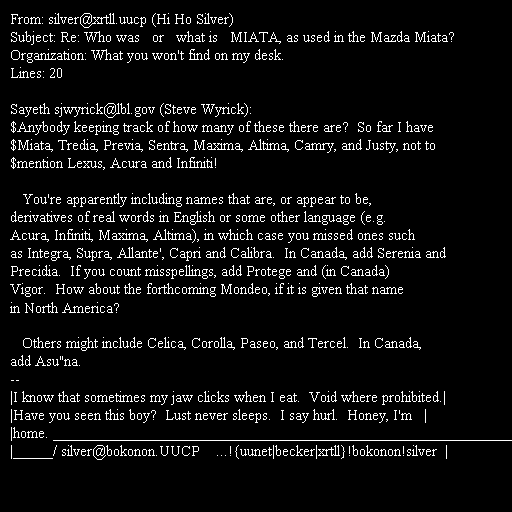 From: silver@xrtll.uucp (Hi Ho Silver)
Subject: Re: Who was   or   what is   MIATA, as used in the Mazda Miata?
Organization: What you won't find on my desk.
Lines: 20

Sayeth sjwyrick@lbl.gov (Steve Wyrick):
$Anybody keeping track of how many of these there are?  So far I have
$Miata, Tredia, Previa, Sentra, Maxima, Altima, Camry, and Justy, not to
$mention Lexus, Acura and Infiniti!

   You're apparently including names that are, or appear to be,
derivatives of real words in English or some other language (e.g.
Acura, Infiniti, Maxima, Altima), in which case you missed ones such
as Integra, Supra, Allante', Capri and Calibra.  In Canada, add Serenia and
Precidia.  If you count misspellings, add Protege and (in Canada)
Vigor.  How about the forthcoming Mondeo, if it is given that name
in North America?

   Others might include Celica, Corolla, Paseo, and Tercel.  In Canada,
add Asu"na.
--
|I know that sometimes my jaw clicks when I eat.  Void where prohibited.|
|Have you seen this boy?  Lust never sleeps.  I say hurl.  Honey, I'm   |
|home. ______________________________________________________________
|______/ silver@bokonon.UUCP    ...!{uunet|becker|xrtll}!bokonon!silver  |